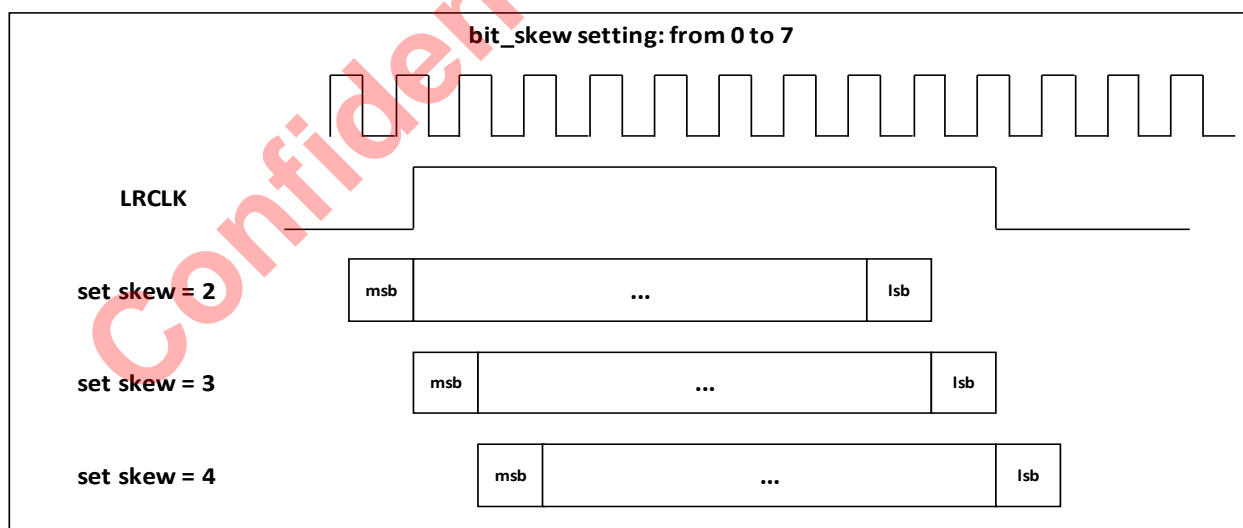 bit_skew setting: from 0 to 7
LRCLK
set skew = 2
msb
...
lsb
set skew = 3
msb
...
lsb
set skew = 4
msb
...
lsb
Confiden